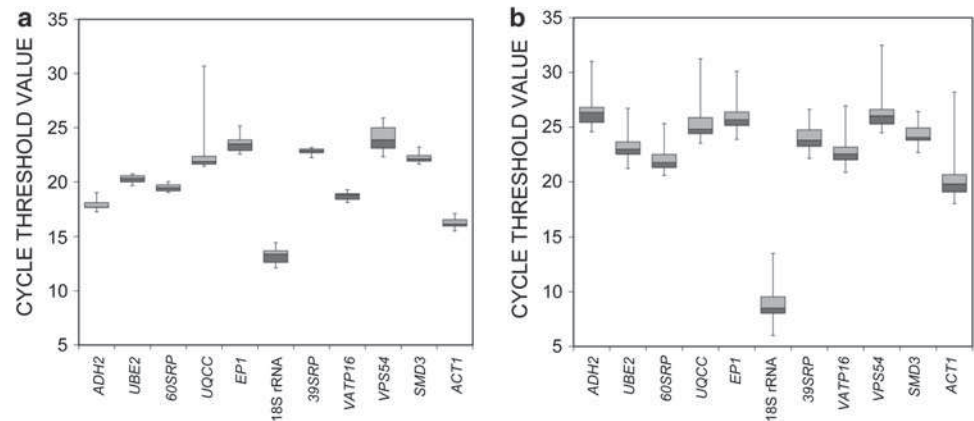 a
CYCLE THRESHOLD VALUE
35
30
25
20
15
10
5
ADH2
UBE2
60SRP
UQCC
EP1
18S rRNA
39SRP
VATP16
VPS54
SMD3
ACT1
b
CYCLE THRESHOLD VALUE
35
30
25
20
15
10
5
ADH2
UBE2
60SRP
UQCC
EP1
18S rRNA
39SRP
VATP16
VPS54
SMD3
ACT1